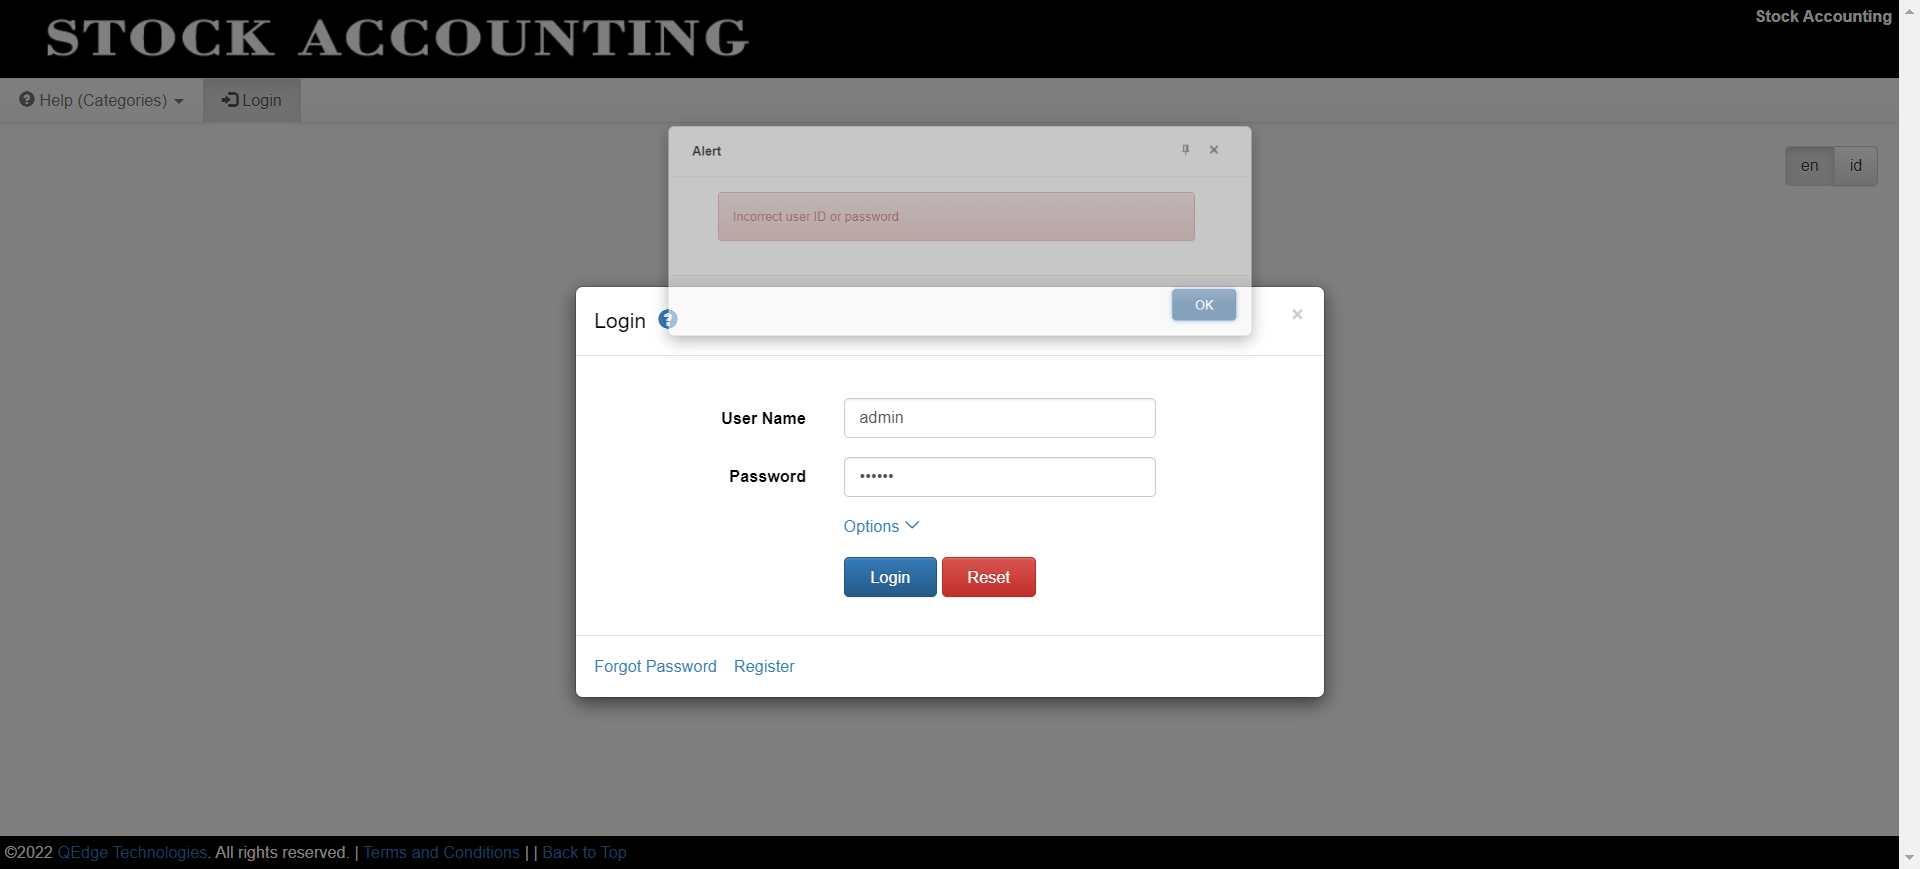 STOCK ACCOUNTING
Stock Accounting
Help (Categories)
Login
en
id
Alert
Incorrect user ID or password
OK
Login
User Name
admin
Password
••••••
Options
Login
Reset
Forgot Password
Register
©2022 QEdge Technologies. All rights reserved. | Terms and Conditions | | Back to Top